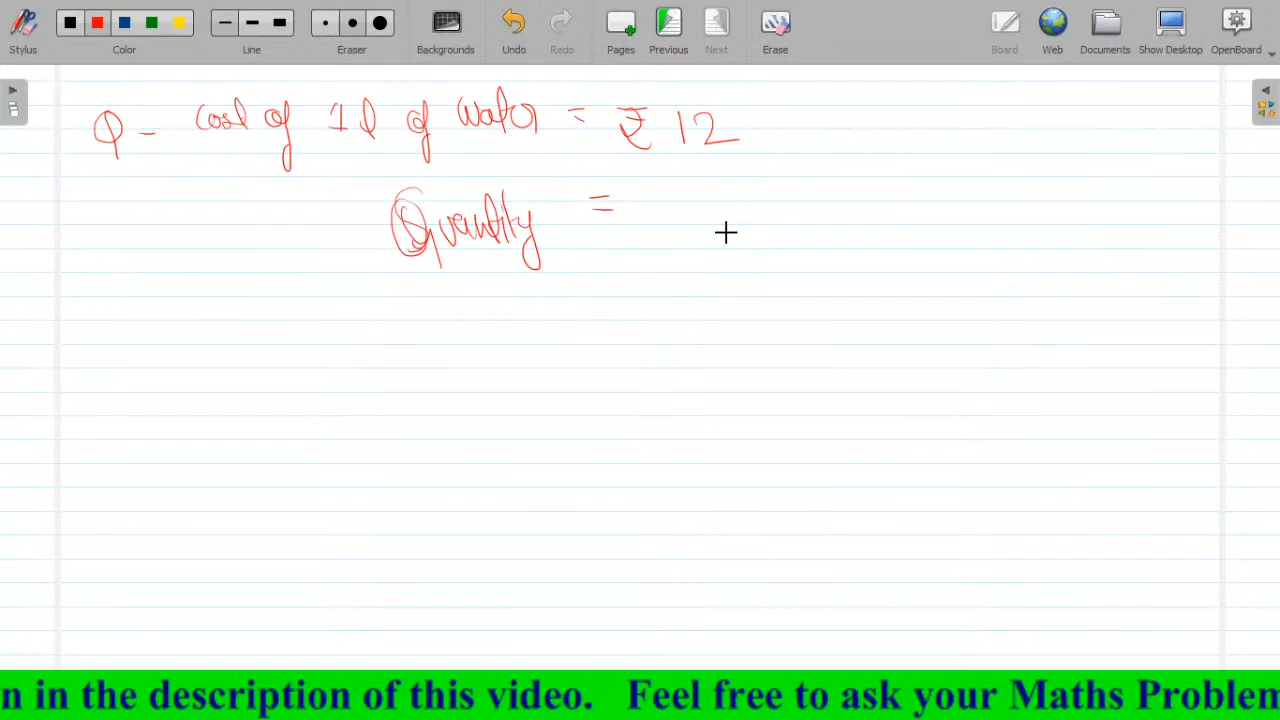 Stylus
Color
Line
Eraser
Backgrounds
Undo
Redo
Pages
Previous
Next
Erase
Board
Web
Documents
Show Desktop
OpenBoard
Q - cost of 1 l of water = ₹ 12
Quantity =
n in the description of this video. Feel free to ask your Maths Problem